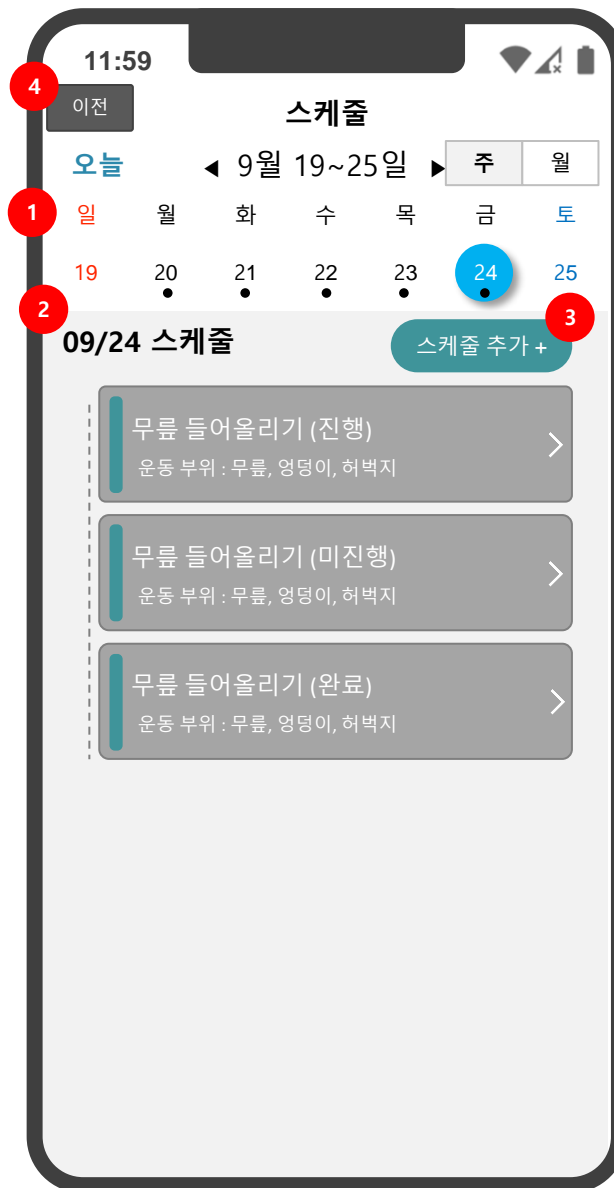 11:59
4
이전
스케줄
오늘 ◀ 9월 19~25일 ▶ 주 월
1 일 월 화 수 목 금 토
19 20 21 22 23 24 25
2
3
09/24 스케줄 스케줄 추가 +
무릎 들어올리기 (진행)
운동 부위 : 무릎, 엉덩이, 허벅지
무릎 들어올리기 (미진행)
운동 부위 : 무릎, 엉덩이, 허벅지
무릎 들어올리기 (완료)
운동 부위 : 무릎, 엉덩이, 허벅지